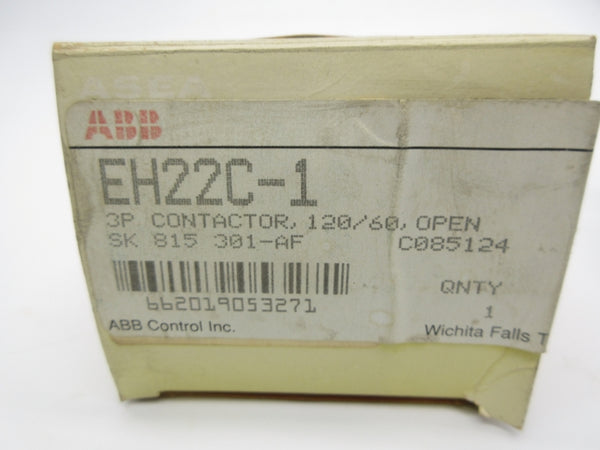 ASEA
ABB
EH22C-1
3P CONTACTOR, 120/60, OPEN
SK 815 301-AF C085124
662019053271
QNTY
1
ABB Control Inc. Wichita Falls T